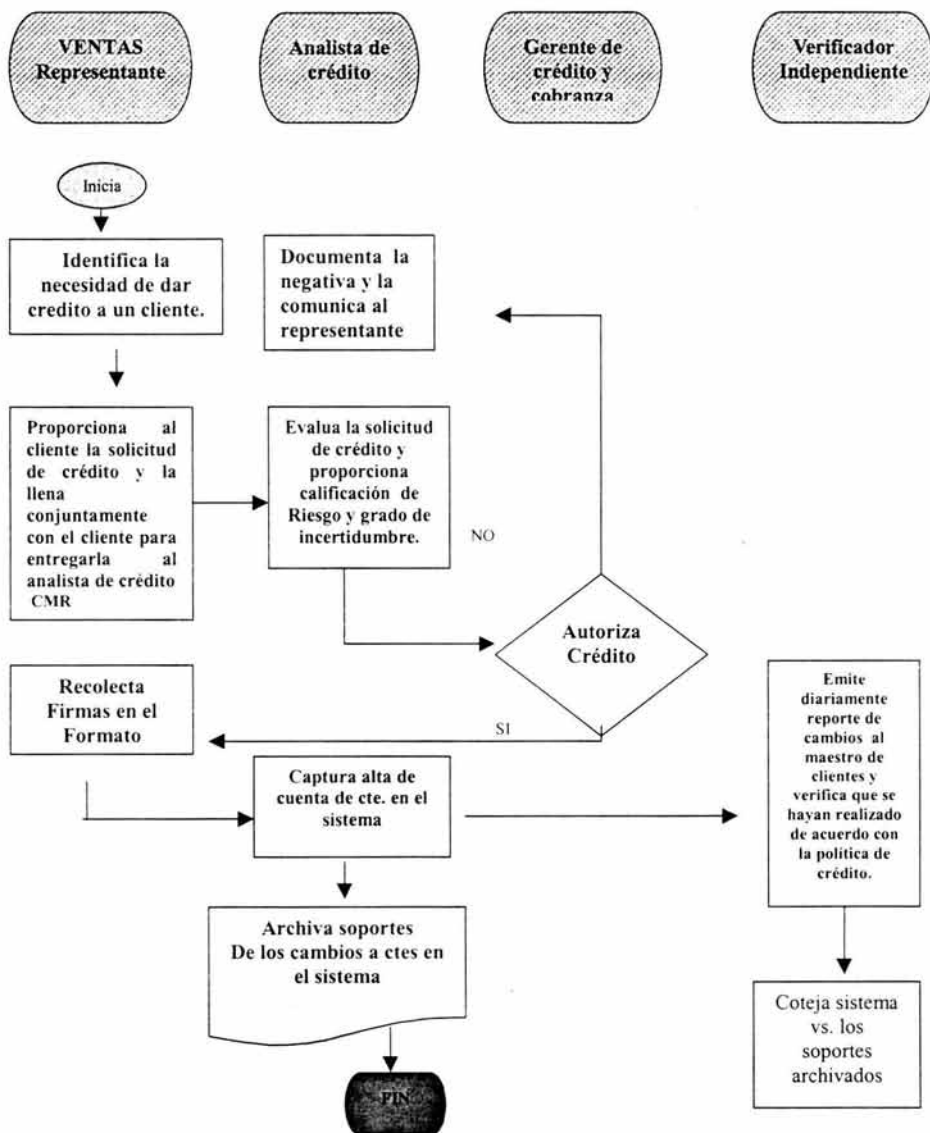 VENTAS
Representante
Analista de
crédito
Gerente de
crédito y
cobranza
Verificador
Independiente
Inicia
Identifica la
necesidad de dar
credito a un cliente.
Documenta la
negativa y la
comunica al
representante
Proporciona al
cliente la solicitud
de crédito y la
llena
conjuntamente
con el cliente para
entregarla al
analista de crédito
CMR
Evalua la solicitud
de crédito y
proporciona
calificación de
Riesgo y grado de
incertidumbre.
NO
Autoriza
Crédito
Recolecta
Firmas en el
Formato
SI
Captura alta de
cuenta de cte. en el
sistema
Emite
diariamente
reporte de
cambios al
maestro de
clientes y
verifica que se
hayan realizado
de acuerdo con
la política de
crédito.
Archiva soportes
De los cambios a ctes en
el sistema
Coteja sistema
vs. los
soportes
archivados
FIN